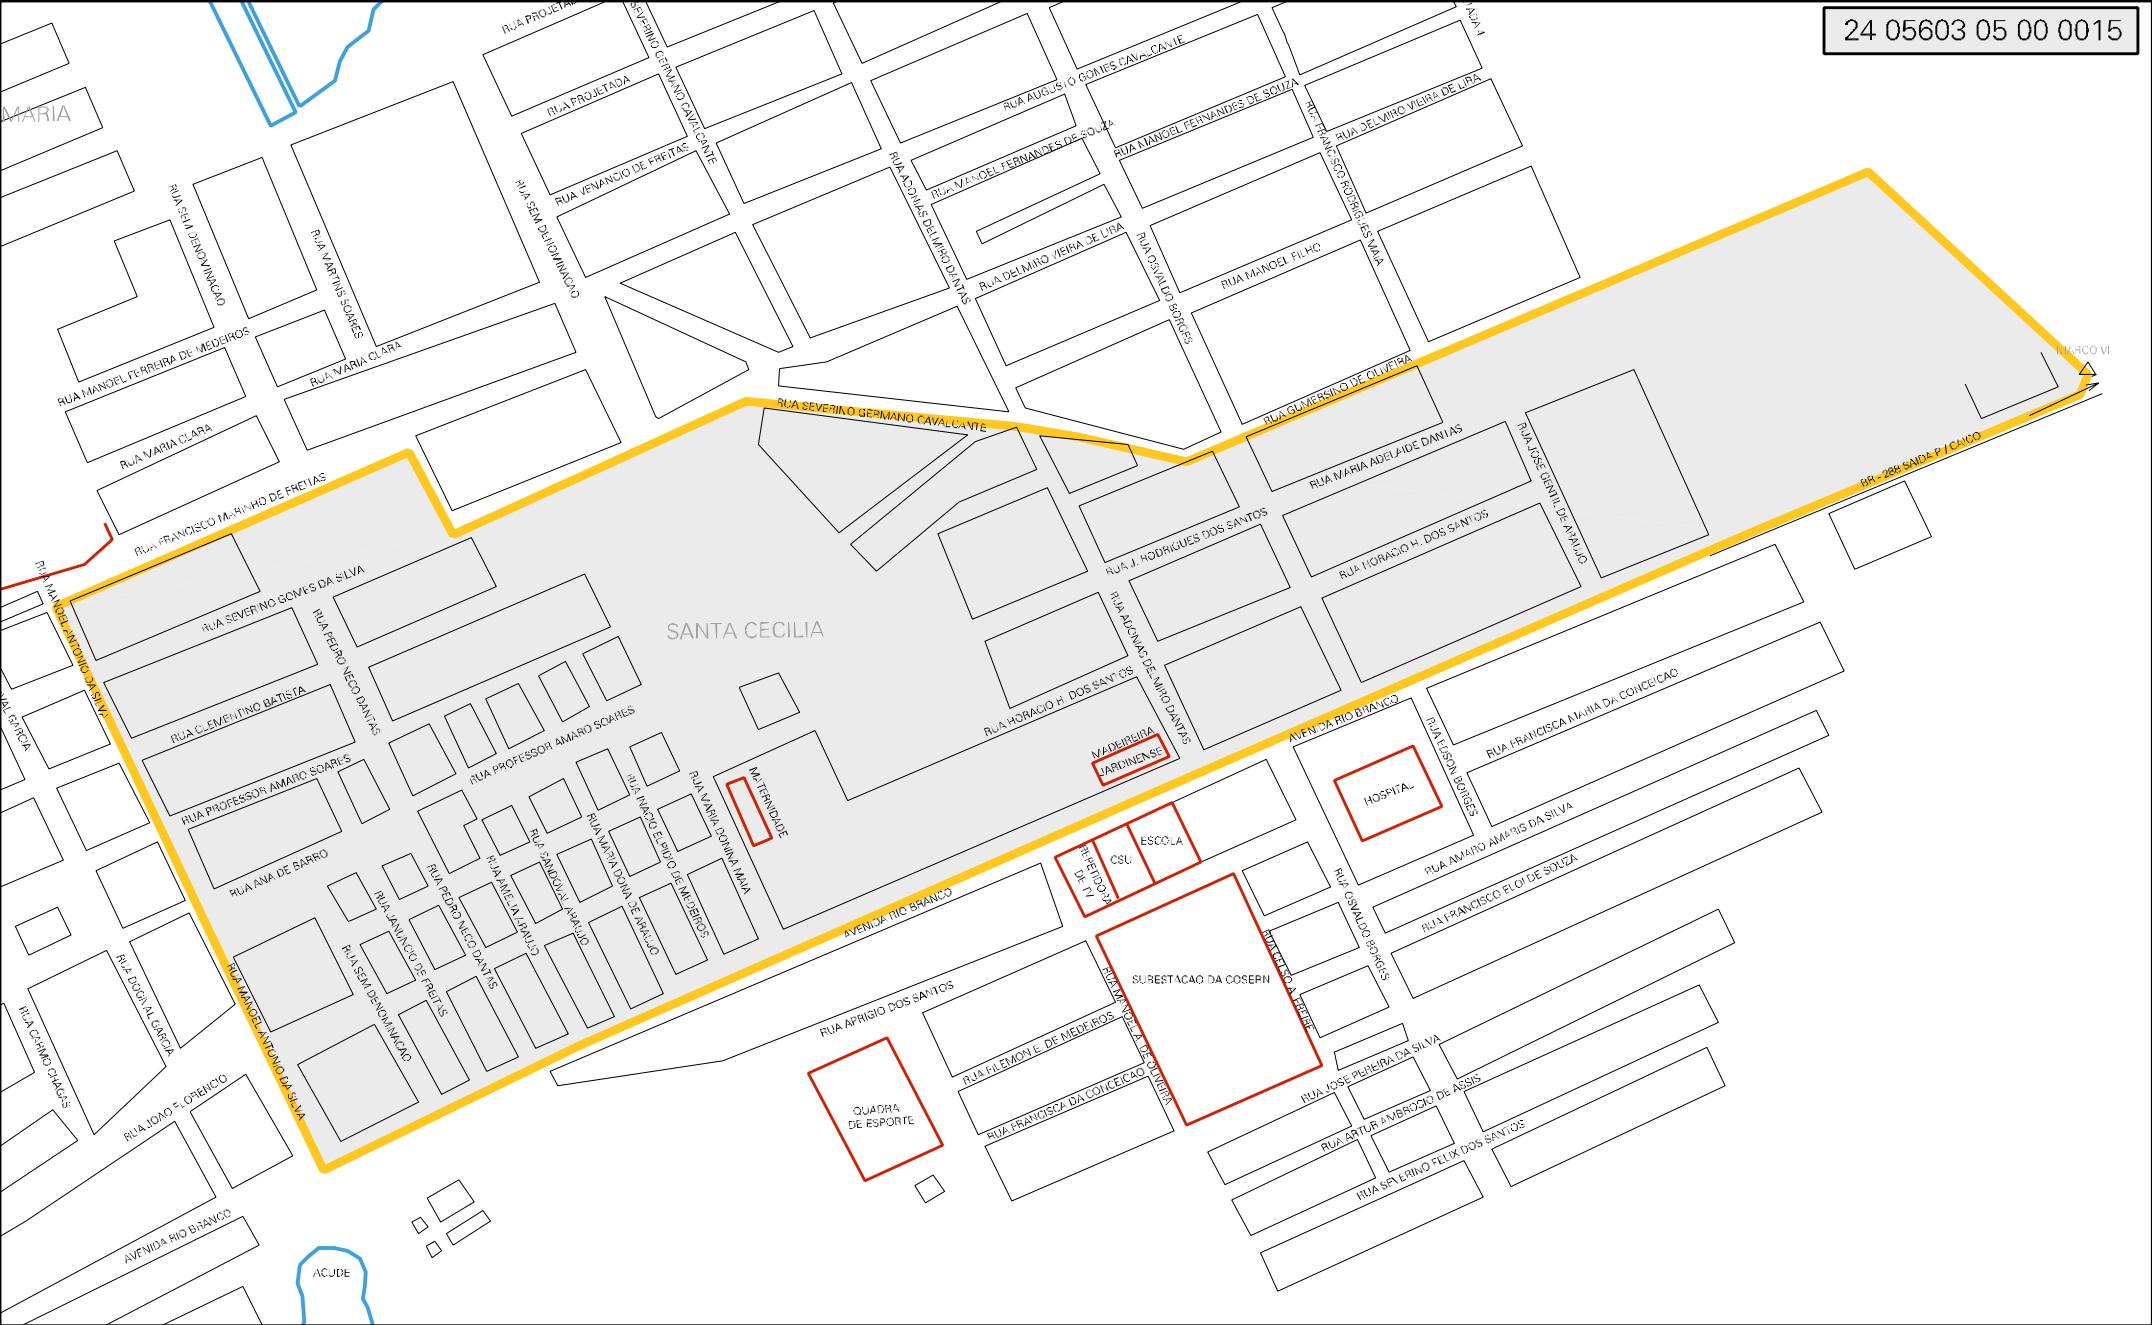 24 05603 05 00 0015
RUA SEVERINO GERMANO CAVALCANTE
RUA AUGUSTO GOMES CAVALCANTE
RUA PROJETADA
RUA MANOEL FERNANDES DE SOUZA
RUA DELMIRO VIEIRA DE LIRA
MARIA
RUA MANOEL FERNANDES DE SOUZA
RUA FRANCISCO RODRIGUES MAIA
RUA VENANCIO DE FREITAS
RUA SEM DENOMINACAO
RUA SEM DENOMINACAO
RUA ADONIAS DELMIRO DANTAS
RUA MARTINS SOARES
RUA DELMIRO VIEIRA DE LIRA
RUA OSVALDO BORGES
RUA MANOEL FILHO
RUA MANOEL FERREIRA DE MEDEIROS
RUA MARIA CLARA
MARCO VI
RUA GUMERSINO DE OLIVEIRA
RUA SEVERINO GERMANO CAVALCANTE
RUA MARIA CLARA
RUA MARIA ADELAIDE DANTAS
RUA JOSE GENTIL DE ARAUJO
BR - 288 SAIDA P / CAICO
RUA FRANCISCO MARINHO DE FREITAS
RUA J. RODRIGUES DOS SANTOS
RUA HORACIO H. DOS SANTOS
RUA MANOEL ANTONIO DA SILVA
RUA SEVERINO GOMES DA SILVA
RUA PEDRO NECO DANTAS
SANTA CECILIA
RUA ADONIAS DELMIRO DANTAS
RUA CLEMENTINO BATISTA
RUA HORACIO H. DOS SANTOS
RUA FRANCISCA MARIA DA CONCEICAO
VAL GARCIA
RUA PROFESSOR AMARO SOARES
AVENIDA RIO BRANCO
RUA EDSON BORGES
MADEIREIRA
JARDINENSE
RUA PROFESSOR AMARO SOARES
MATERNIDADE
HOSPITAL
RUA INACIO ELPIDIO DE MEDEIROS
RUA MARIA DONINA MAIA
RUA AMARO AMARIS DA SILVA
RUA ANA DE BARRO
RUA SANDOVAL ARAUJO
RUA MARIA DONA DE ARAUJO
REPETIDORA
DE TV
CSU
ESCOLA
RUA FRANCISCO ELOI DE SOUZA
RUA JANUNCIO DE FREITAS
RUA PEDRO NECO DANTAS
RUA AMELIA ARAUJO
RUA OSVALDO BORGES
AVENIDA RIO BRANCO
RUA SEM DENOMINACAO
RUA DOGIVAL GARCIA
RUA MANOEL ANTONIO DA SILVA
RUA CELSO A. FREIRE
SUBESTACAO DA COSERN
RUA MANOEL A. DE OLIVEIRA
RUA APRIGIO DOS SANTOS
RUA CARMO CHAGAS
RUA FILEMON E. DE MEDEIROS
RUA JOSE PEREIRA DA SILVA
RUA JOAO FLORENCIO
RUA FRANCISCA DA CONCEICAO
RUA ARTUR AMBROCIO DE ASSIS
QUADRA
DE ESPORTE
RUA SEVERINO FELIX DOS SANTOS
AVENIDA RIO BRANCO
ACUDE